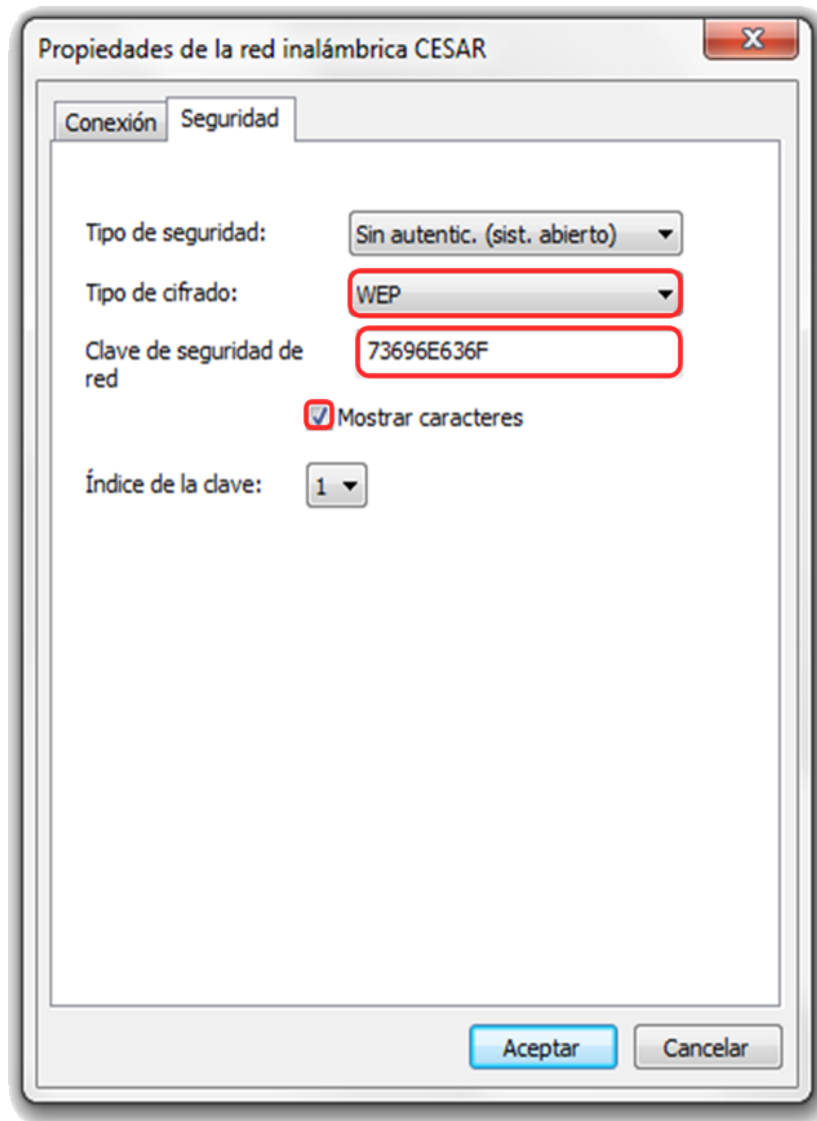 Propiedades de la red inalámbrica CESAR
Conexión
Seguridad
Tipo de seguridad:
Sin autentic. (sist. abierto)
Tipo de cifrado:
WEP
Clave de seguridad de
red
73696E636F
Mostrar caracteres
Índice de la clave:
1
Aceptar
Cancelar